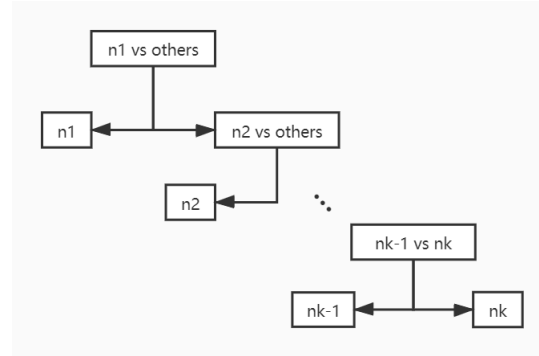 n1 vs others
n1
n2 vs others
n2
nk-1 vs nk
nk-1
nk